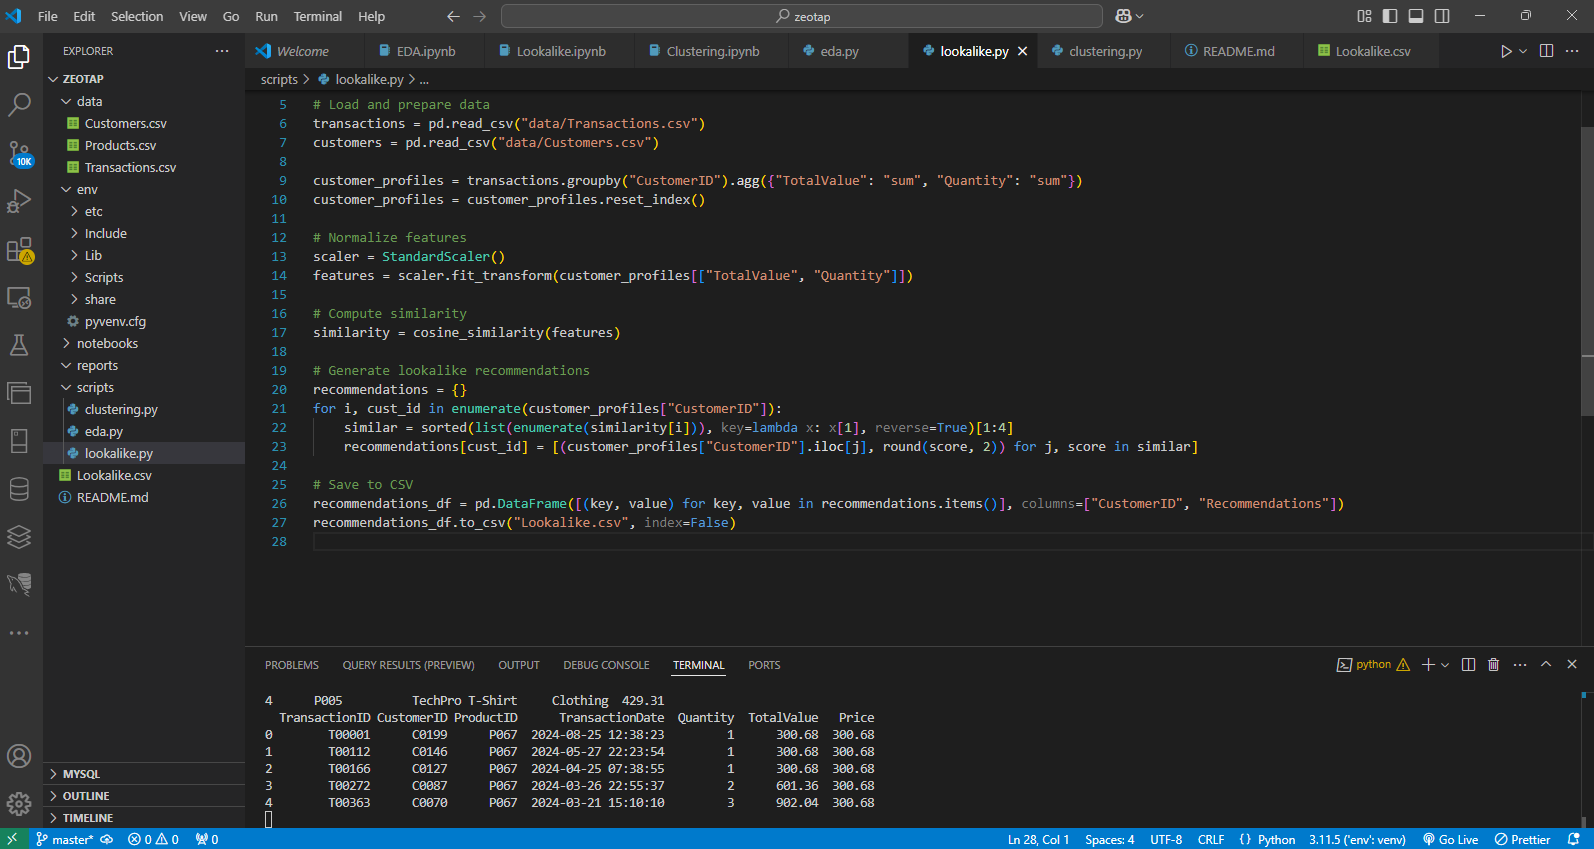 File Edit Selection View Go Run Terminal Help
zeotap
EXPLORER
ZEOTAP
data
Customers.csv
Products.csv
Transactions.csv
env
etc
Include
Lib
Scripts
share
pyvenv.cfg
notebooks
reports
scripts
clustering.py
eda.py
lookalike.py
Lookalike.csv
README.md
MYSQL
OUTLINE
TIMELINE
10K
Welcome EDA.ipynb Lookalike.ipynb Clustering.ipynb eda.py lookalike.py clustering.py README.md Lookalike.csv
scripts > lookalike.py > ...
5 # Load and prepare data
6 transactions = pd.read_csv("data/Transactions.csv")
7 customers = pd.read_csv("data/Customers.csv")
8
9 customer_profiles = transactions.groupby("CustomerID").agg({"TotalValue": "sum", "Quantity": "sum"})
10 customer_profiles = customer_profiles.reset_index()
11
12 # Normalize features
13 scaler = StandardScaler()
14 features = scaler.fit_transform(customer_profiles[["TotalValue", "Quantity"]])
15
16 # Compute similarity
17 similarity = cosine_similarity(features)
18
19 # Generate lookalike recommendations
20 recommendations = {}
21 for i, cust_id in enumerate(customer_profiles["CustomerID"]):
22 similar = sorted(list(enumerate(similarity[i])), key=lambda x: x[1], reverse=True)[1:4]
23 recommendations[cust_id] = [(customer_profiles["CustomerID"].iloc[j], round(score, 2)) for j, score in similar]
24
25 # Save to CSV
26 recommendations_df = pd.DataFrame([(key, value) for key, value in recommendations.items()], columns=["CustomerID", "Recommendations"])
27 recommendations_df.to_csv("Lookalike.csv", index=False)
28
PROBLEMS QUERY RESULTS (PREVIEW) OUTPUT DEBUG CONSOLE TERMINAL PORTS
python
4 P005 TechPro T-Shirt Clothing 429.31
TransactionID CustomerID ProductID TransactionDate Quantity TotalValue Price
0 T00001 C0199 P067 2024-08-25 12:38:23 1 300.68 300.68
1 T00112 C0146 P067 2024-05-27 22:23:54 1 300.68 300.68
2 T00166 C0127 P067 2024-04-25 07:38:55 1 300.68 300.68
3 T00272 C0087 P067 2024-03-26 22:55:37 2 601.36 300.68
4 T00363 C0070 P067 2024-03-21 15:10:10 3 902.04 300.68
master* 0 0 0 Ln 28, Col 1 Spaces: 4 UTF-8 CRLF {} Python 3.11.5 ('env': venv) Go Live Prettier